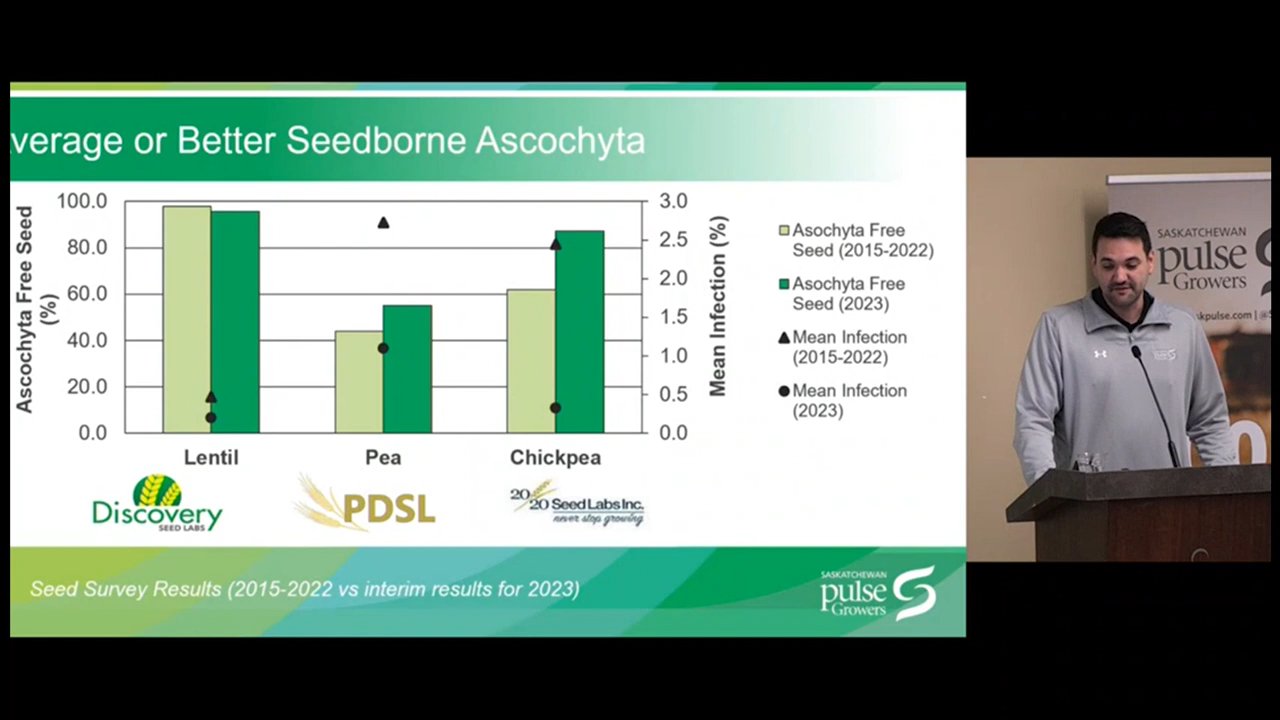 verage or Better Seedborne Ascochyta
Ascochyta Free Seed
(%)
100.0
80.0
60.0
40.0
20.0
0.0
3.0
2.5
2.0
1.5
1.0
0.5
0.0
Mean Infection (%)
Lentil
Pea
Chickpea
Asochyta Free
Seed (2015-2022)
Asochyta Free
Seed (2023)
Mean Infection
(2015-2022)
Mean Infection
(2023)
Discovery
SEED LABS
PDSL
20/20 Seed Labs Inc.
never stop growing
Seed Survey Results (2015-2022 vs interim results for 2023)
SASKATCHEWAN
pulse
Growers
SASKATCHEWAN
pulse
Growers
kpulse.com | @S